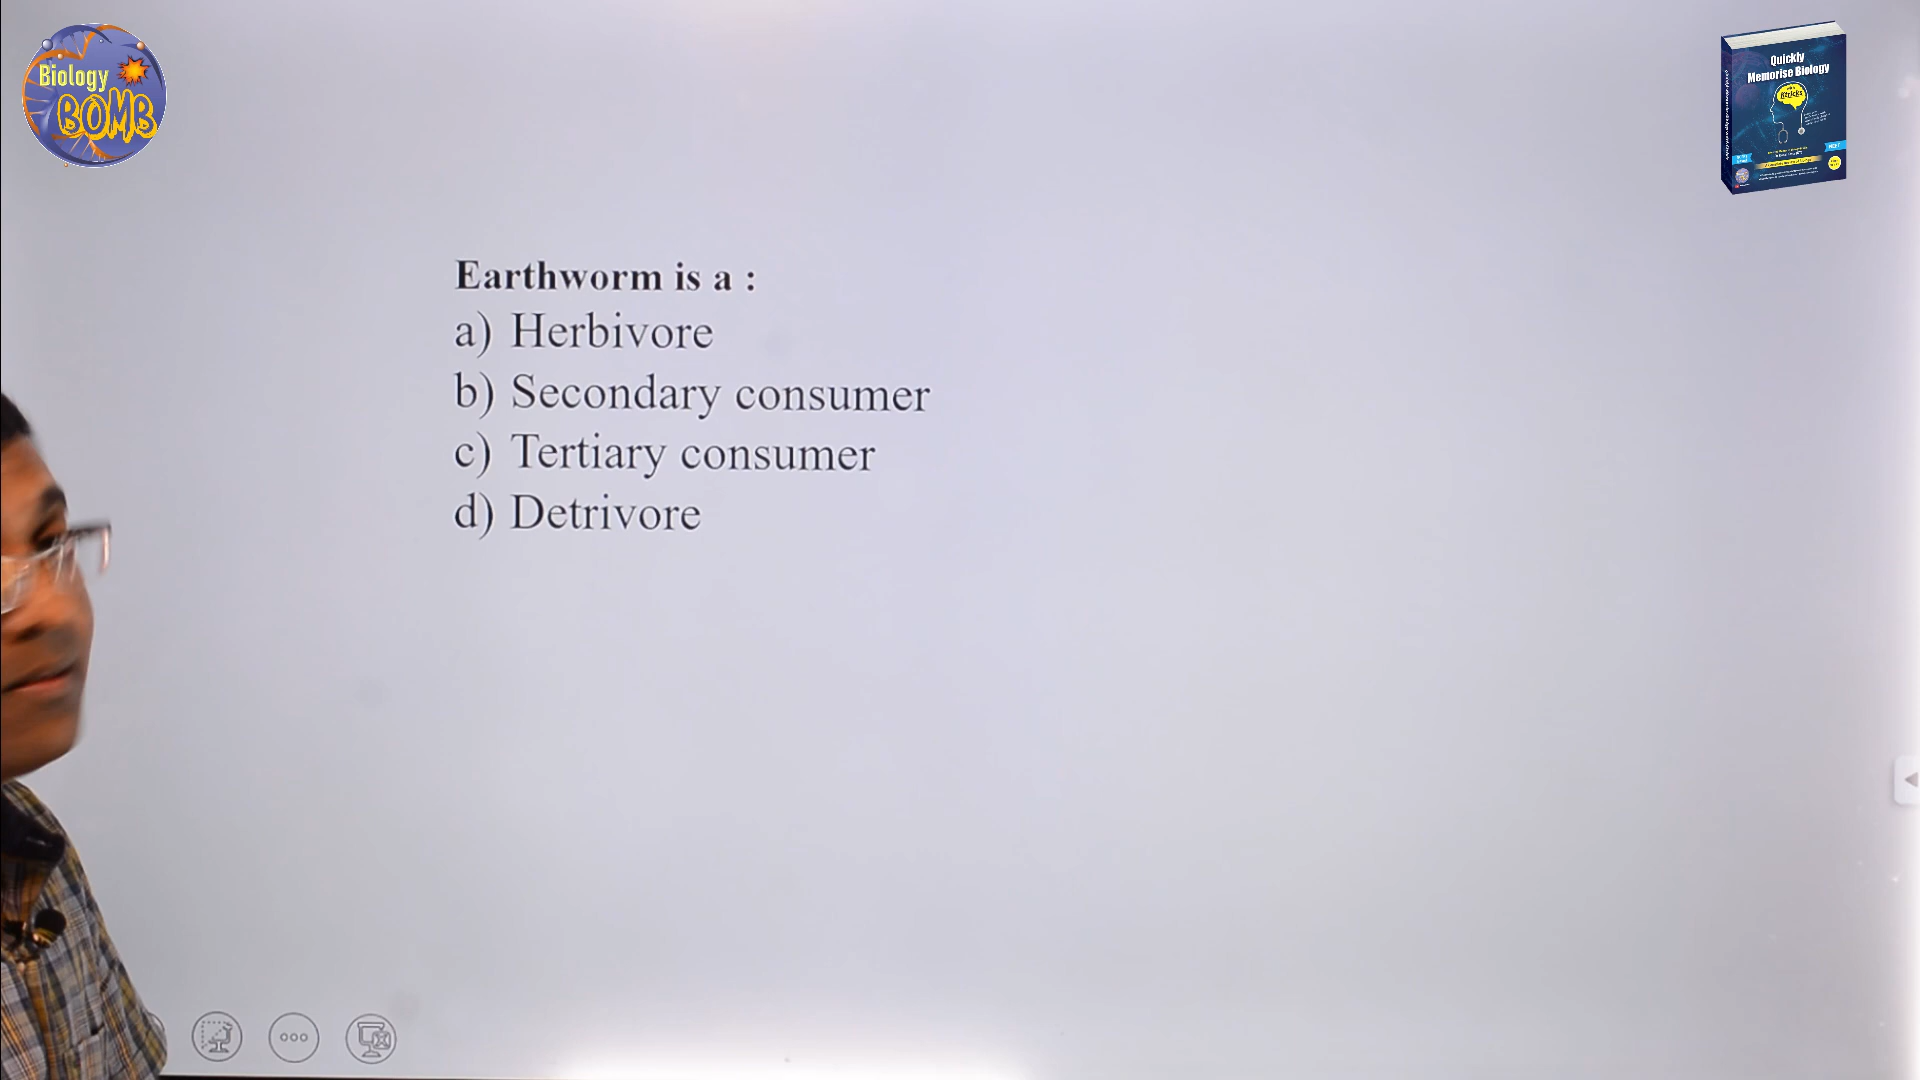 Biology
BOMB
Quickly
Memorise Biology
Earthworm is a :
a) Herbivore
b) Secondary consumer
c) Tertiary consumer
d) Detrivore